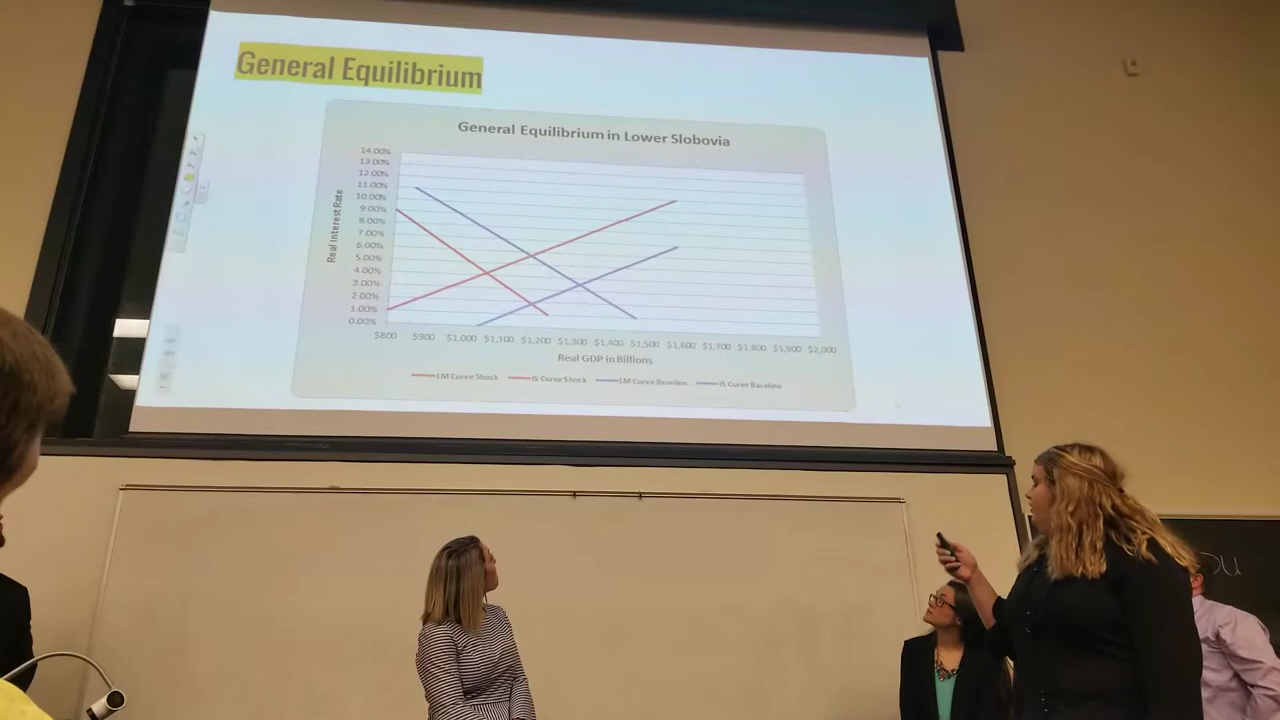 General Equilibrium
General Equilibrium in Lower Slobovia
14.00%
13.00%
12.00%
11.00%
10.00%
9.00%
8.00%
7.00%
6.00%
5.00%
4.00%
3.00%
2.00%
1.00%
0.00%
Real Interest Rate
$800 $900 $1,000 $1,100 $1,200 $1,300 $1,400 $1,500 $1,600 $1,700 $1,800 $1,900 $2,000
Real GDP in Billions
LM Curve Shock IS Curve Shock LM Curve Baseline IS Curve Baseline